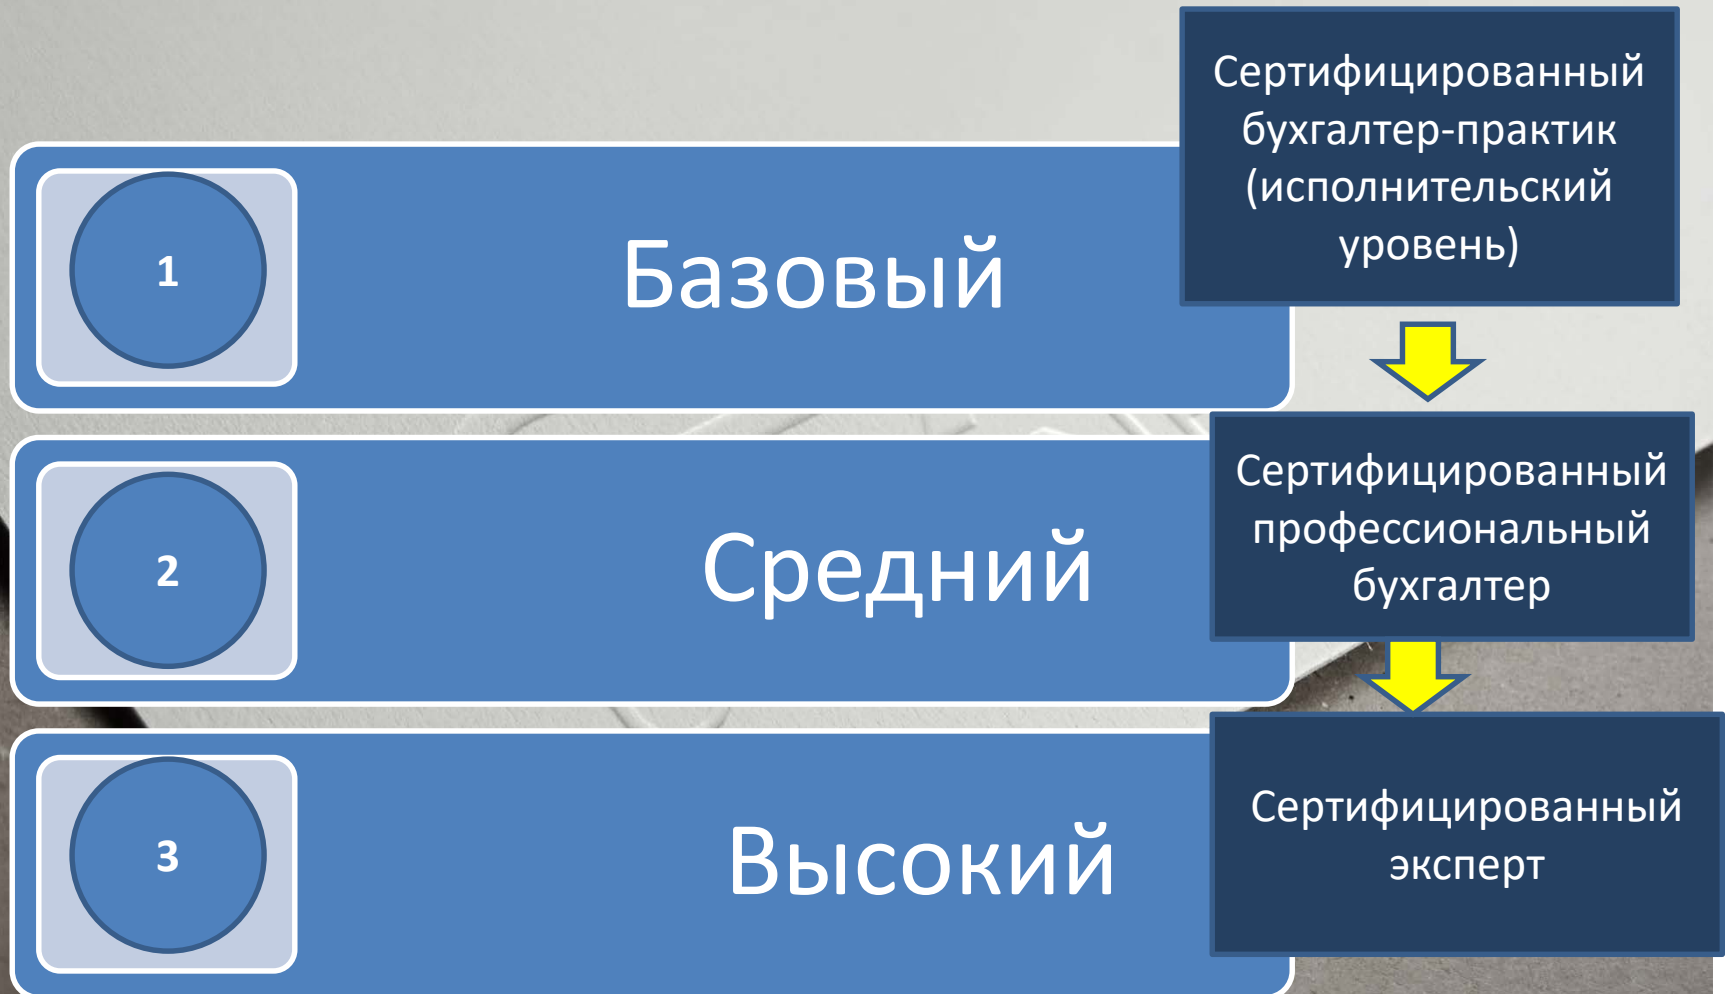 1
Базовый
Сертифицированный
бухгалтер-практик
(исполнительский
уровень)
2
Средний
Сертифицированный
профессиональный
бухгалтер
3
Высокий
Сертифицированный
эксперт